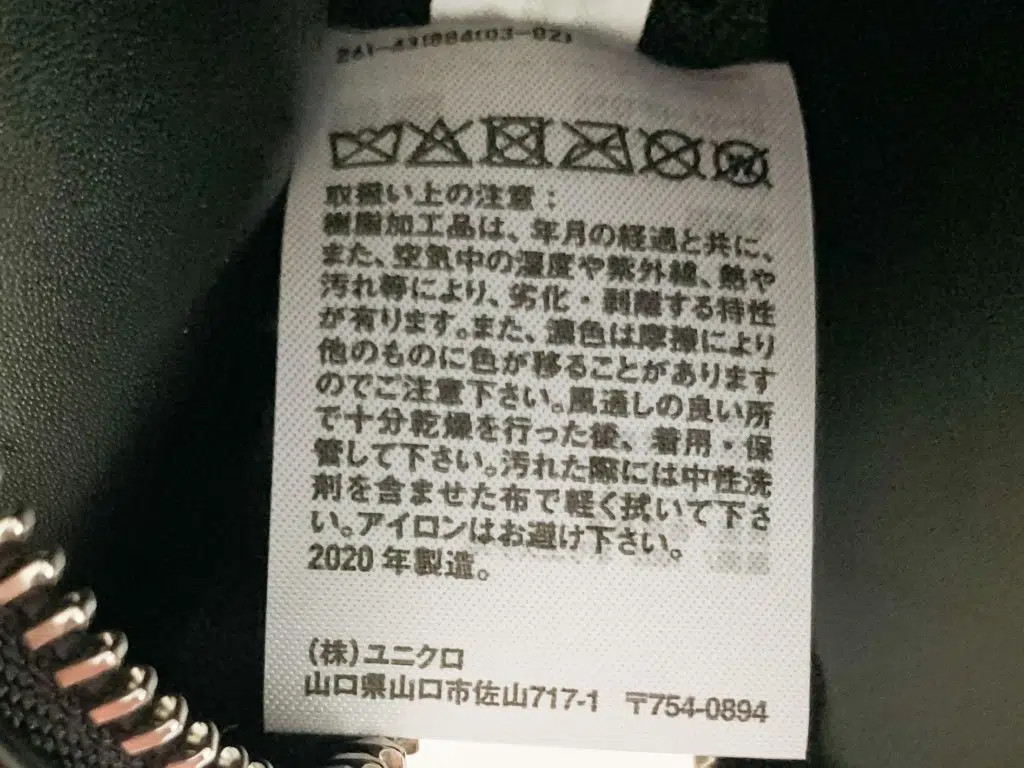 241-431884(03-02)
取扱い上の注意:
樹脂加工品は、年月の経過と共に、
また、空気中の湿度や紫外線、熱や
汚れ等により、劣化・剥離する特性
が有ります。また、濃色は摩擦により
他のものに色が移ることがあります
のでご注意下さい。風通しの良い所
で十分乾燥を行った後、着用・保
管して下さい。汚れた際には中性洗
剤を含ませた布で軽く拭いて下さ
い。アイロンはお避け下さい。
2020年製造。
(株)ユニクロ
山口県山口市佐山717-1 〒754-0894